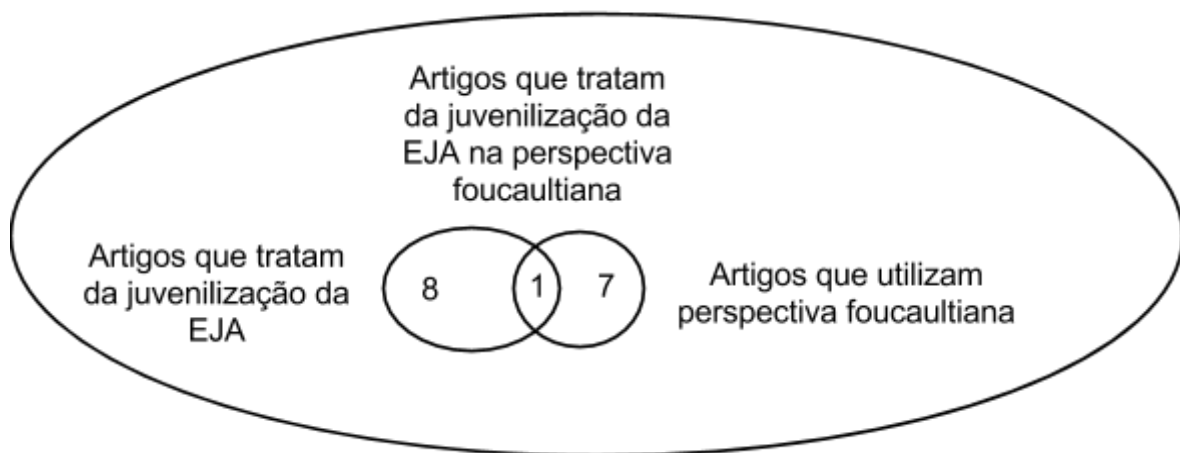 Artigos que tratam
da juvenilização da
EJA na perspectiva
foucaultiana
Artigos que tratam
da juvenilização da
EJA
8
1
7
Artigos que utilizam
perspectiva foucaultiana